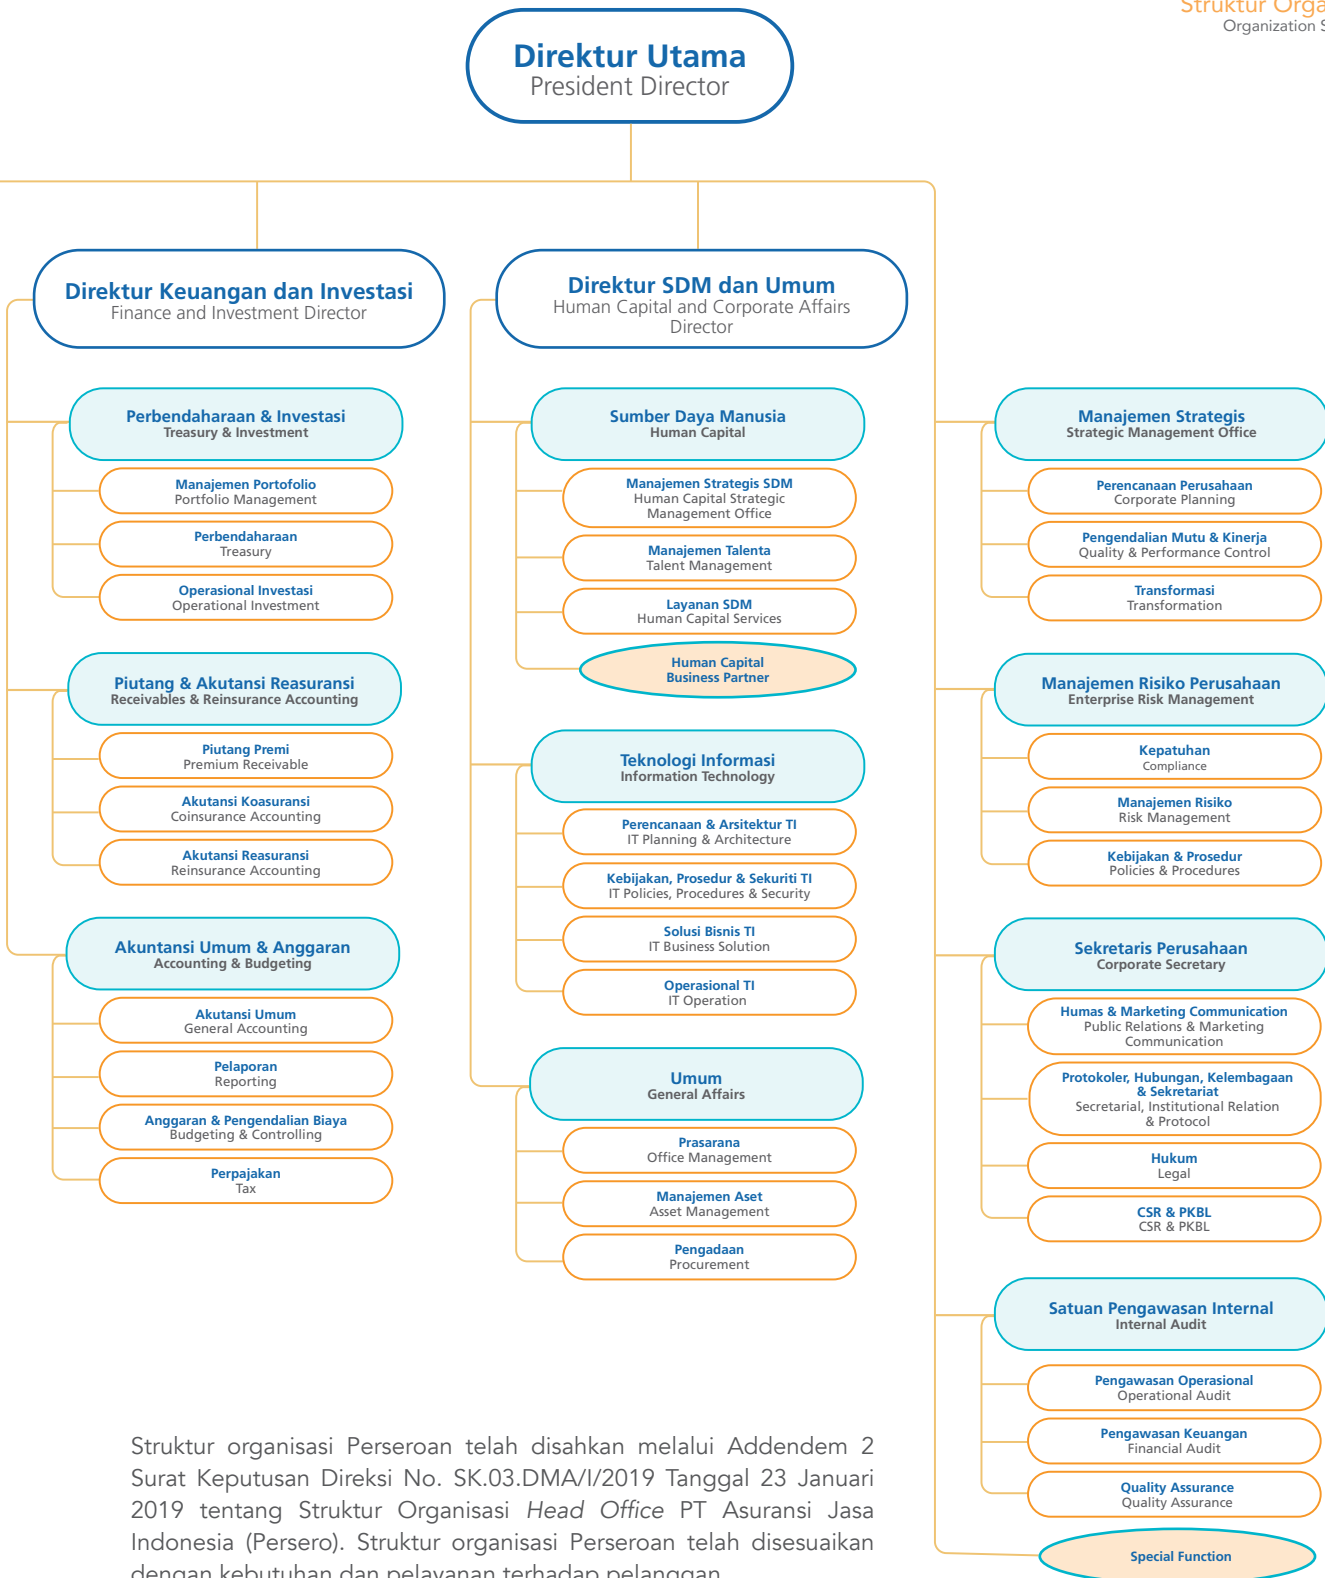 Struktur Orga
Organization S
Direktur Utama
President Director
Direktur Keuangan dan Investasi
Finance and Investment Director
Perbendaharaan & Investasi
Treasury & Investment
Manajemen Portofolio
Portfolio Management
Perbendaharaan
Treasury
Operasional Investasi
Operational Investment
Piutang & Akutansi Reasuransi
Receivables & Reinsurance Accounting
Piutang Premi
Premium Receivable
Akutansi Koasuransi
Coinsurance Accounting
Akutansi Reasuransi
Reinsurance Accounting
Akuntansi Umum & Anggaran
Accounting & Budgeting
Akutansi Umum
General Accounting
Pelaporan
Reporting
Anggaran & Pengendalian Biaya
Budgeting & Controlling
Perpajakan
Tax
Direktur SDM dan Umum
Human Capital and Corporate Affairs
Director
Sumber Daya Manusia
Human Capital
Manajemen Strategis SDM
Human Capital Strategic
Management Office
Manajemen Talenta
Talent Management
Layanan SDM
Human Capital Services
Human Capital
Business Partner
Teknologi Informasi
Information Technology
Perencanaan & Arsitektur TI
IT Planning & Architecture
Kebijakan, Prosedur & Sekuriti TI
IT Policies, Procedures & Security
Solusi Bisnis TI
IT Business Solution
Operasional TI
IT Operation
Umum
General Affairs
Prasarana
Office Management
Manajemen Aset
Asset Management
Pengadaan
Procurement
Manajemen Strategis
Strategic Management Office
Perencanaan Perusahaan
Corporate Planning
Pengendalian Mutu & Kinerja
Quality & Performance Control
Transformasi
Transformation
Manajemen Risiko Perusahaan
Enterprise Risk Management
Kepatuhan
Compliance
Manajemen Risiko
Risk Management
Kebijakan & Prosedur
Policies & Procedures
Sekretaris Perusahaan
Corporate Secretary
Humas & Marketing Communication
Public Relations & Marketing
Communication
Protokoler, Hubungan, Kelembagaan
& Sekretariat
Secretarial, Institutional Relation
& Protocol
Hukum
Legal
CSR & PKBL
CSR & PKBL
Satuan Pengawasan Internal
Internal Audit
Pengawasan Operasional
Operational Audit
Pengawasan Keuangan
Financial Audit
Quality Assurance
Quality Assurance
Special Function
Struktur organisasi Perseroan telah disahkan melalui Addendem 2
Surat Keputusan Direksi No. SK.03.DMA/I/2019 Tanggal 23 Januari
2019 tentang Struktur Organisasi Head Office PT Asuransi Jasa
Indonesia (Persero). Struktur organisasi Perseroan telah disesuaikan
dengan kebutuhan dan pelayanan terhadap pelanggan.